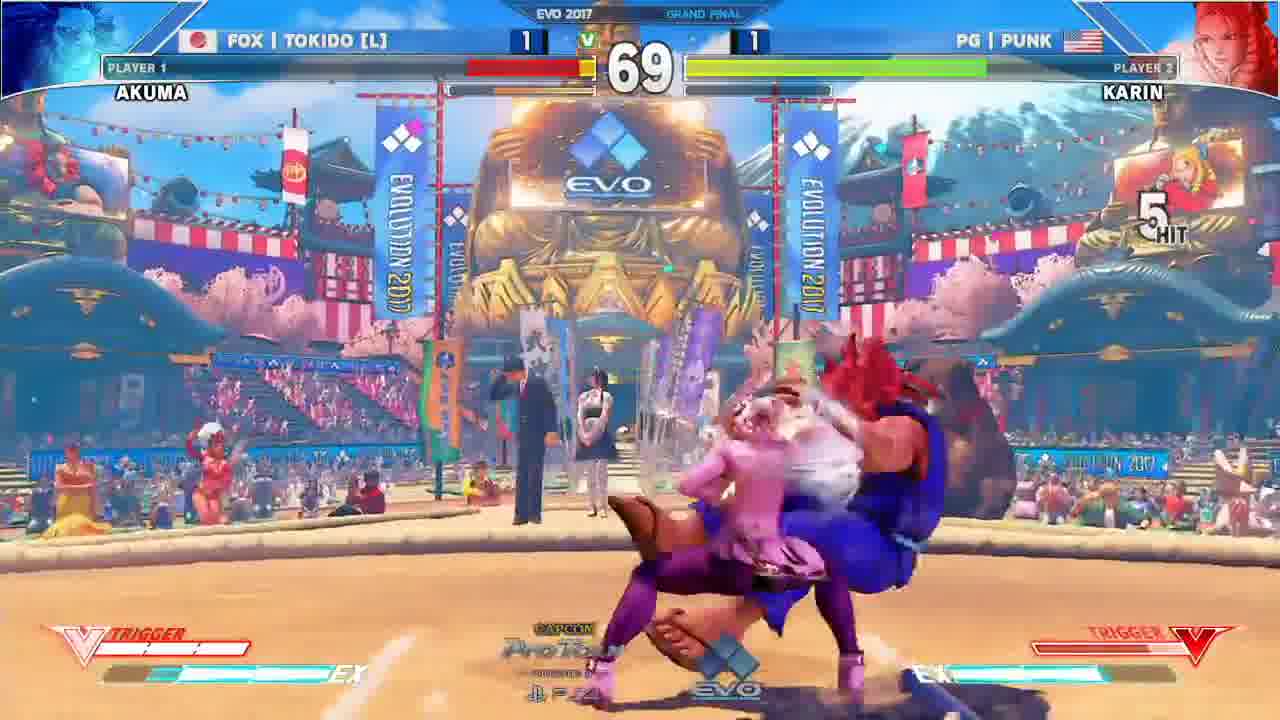 EVO 2017 GRAND FINAL
FOX | TOKIDO [L] 1 V 69 1 PG | PUNK
PLAYER 1 PLAYER 2
AKUMA KARIN
EVO
EVOLUTION 2017
EVOLUTION 2017
5
HIT
TRIGGER TRIGGER
EX EX
CAPCOM
Pro Tour
PS4
EVO